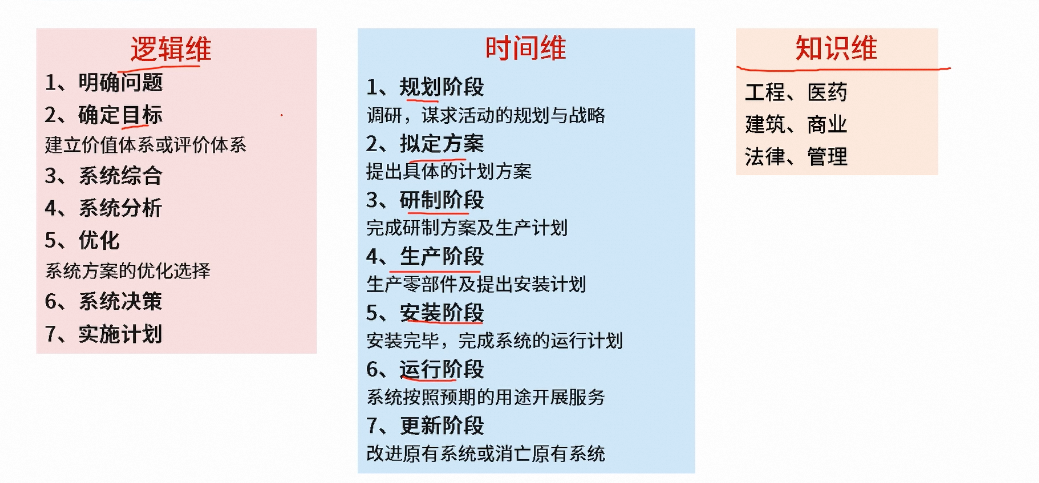 逻辑维
1、明确问题
2、确定目标
建立价值体系或评价体系
3、系统综合
4、系统分析
5、优化
系统方案的优化选择
6、系统决策
7、实施计划
时间维
1、规划阶段
调研，谋求活动的规划与战略
2、拟定方案
提出具体的计划方案
3、研制阶段
完成研制方案及生产计划
4、生产阶段
生产零部件及提出安装计划
5、安装阶段
安装完毕，完成系统的运行计划
6、运行阶段
系统按照预期的用途开展服务
7、更新阶段
改进原有系统或消亡原有系统
知识维
工程、医药
建筑、商业
法律、管理